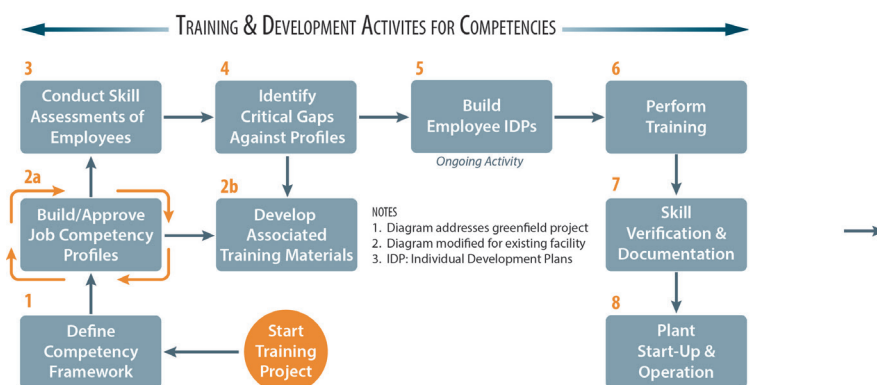 TRAINING & DEVELOPMENT ACTIVITES FOR COMPETENCIES
3
Conduct Skill
Assessments of
Employees
4
Identify
Critical Gaps
Against Profiles
5
Build
Employee IDPs
Ongoing Activity
6
Perform
Training
2a
Build/Approve
Job Competency
Profiles
2b
Develop
Associated
Training Materials
NOTES
1. Diagram addresses greenfield project
2. Diagram modified for existing facility
3. IDP: Individual Development Plans
7
Skill
Verification &
Documentation
1
Define
Competency
Framework
Start
Training
Project
8
Plant
Start-Up &
Operation